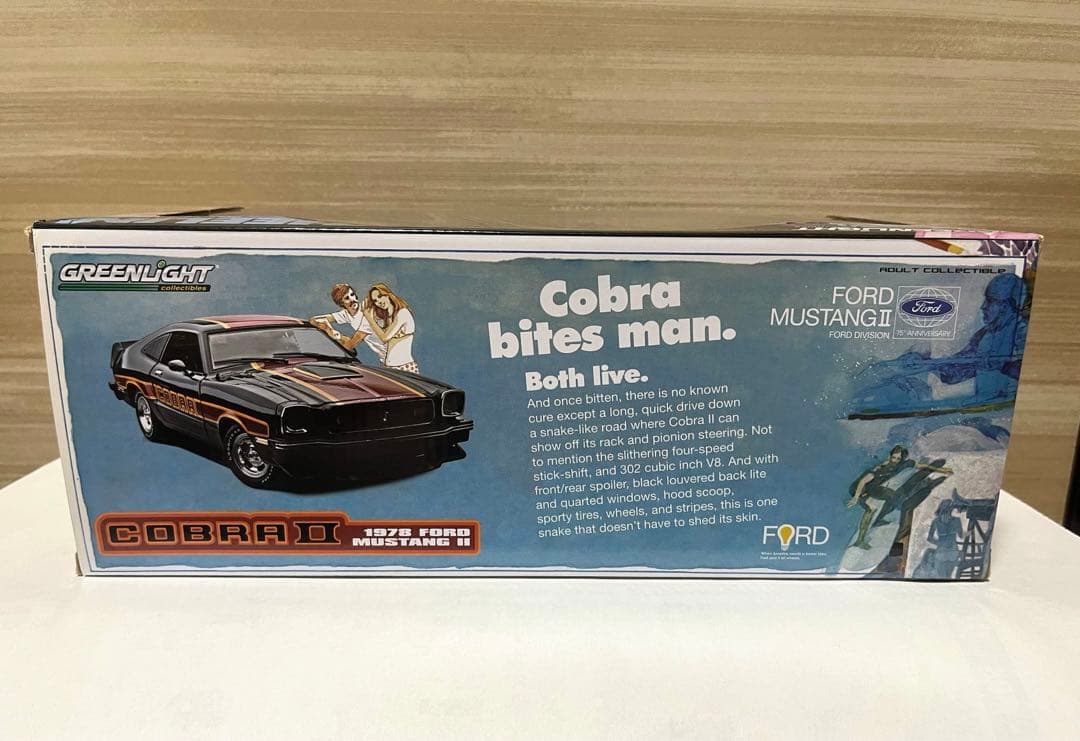 GREENLIGHT
collectibles
COBRA
COBRA II
1978 FORD
MUSTANG II
Cobra
bites man.
Both live.
And once bitten, there is no known
cure except a long, quick drive down
a snake-like road where Cobra II can
show off its rack and pionion steering. Not
to mention the slithering four-speed
stick-shift, and 302 cubic inch V8. And with
front/rear spoiler, black louvered back lite
and quarted windows, hood scoop,
sporty tires, wheels, and stripes, this is one
snake that doesn't have to shed its skin.
ADULT COLLECTIBLE
FORD
MUSTANG II
FORD DIVISION
Ford
75th ANNIVERSARY
FORD